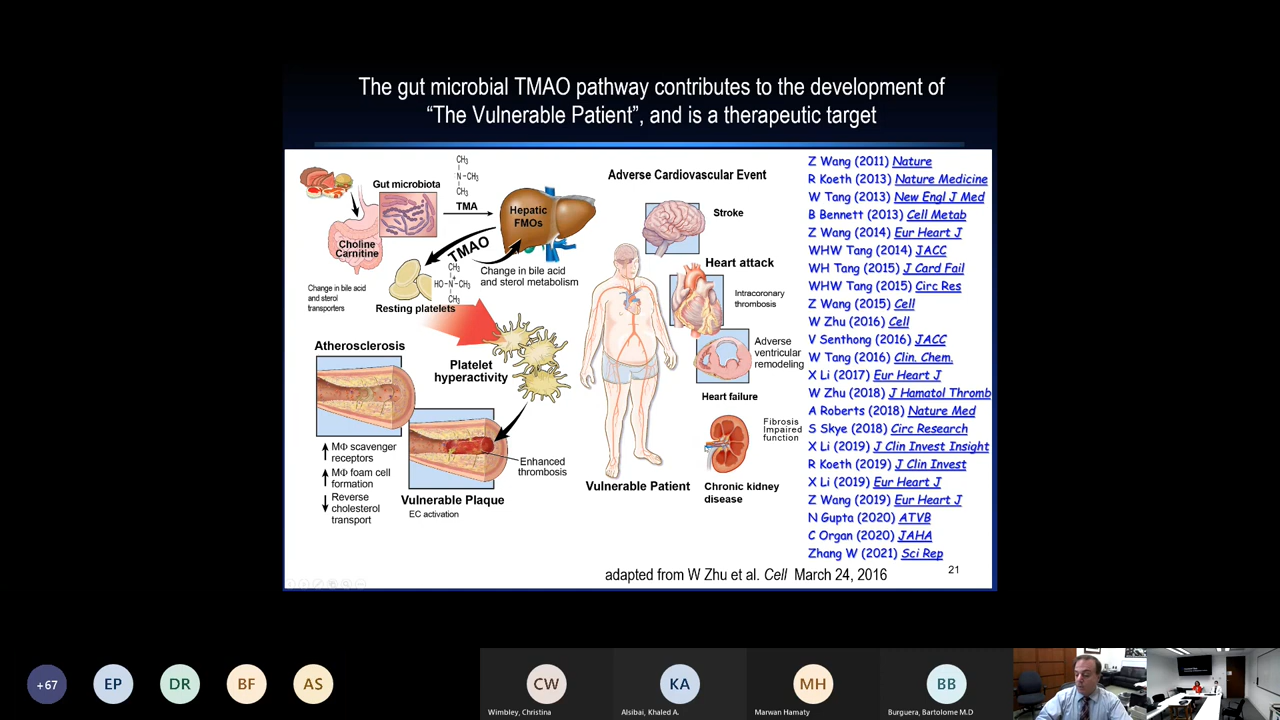 The gut microbial TMAO pathway contributes to the development of
“The Vulnerable Patient”, and is a therapeutic target
Gut microbiota
CH₃
N-CH₃
CH₃
TMA
Hepatic
FMOs
Choline
Carnitine
TMAO
Change in bile acid
and sterol metabolism
CH₃
+
HO-N-CH₃
CH₃
Change in bile acid
and sterol
transporters
Resting platelets
Atherosclerosis
Platelet
hyperactivity
MΦ scavenger
receptors
MΦ foam cell
formation
Reverse
cholesterol
transport
Enhanced
thrombosis
Vulnerable Plaque
EC activation
Adverse Cardiovascular Event
Stroke
Heart attack
Intracoronary
thrombosis
Adverse
ventricular
remodeling
Heart failure
Fibrosis
Impaired
function
Vulnerable Patient
Chronic kidney
disease
Z Wang (2011) Nature
R Koeth (2013) Nature Medicine
W Tang (2013) New Engl J Med
B Bennett (2013) Cell Metab
Z Wang (2014) Eur Heart J
WHW Tang (2014) JACC
WH Tang (2015) J Card Fail
WHW Tang (2015) Circ Res
Z Wang (2015) Cell
W Zhu (2016) Cell
V Senthong (2016) JACC
W Tang (2016) Clin. Chem.
X Li (2017) Eur Heart J
W Zhu (2018) J Hamatol Thromb
A Roberts (2018) Nature Med
S Skye (2018) Circ Research
X Li (2019) J Clin Invest Insight
R Koeth (2019) J Clin Invest
X Li (2019) Eur Heart J
Z Wang (2019) Eur Heart J
N Gupta (2020) ATVB
C Organ (2020) JAHA
Zhang W (2021) Sci Rep
adapted from W Zhu et al. Cell March 24, 2016
21
+67
EP
DR
BF
AS
CW
KA
MH
BB
Wimbley, Christina
Alsibai, Khaled A.
Marwan Hamaty
Burguera, Bartolome M.D